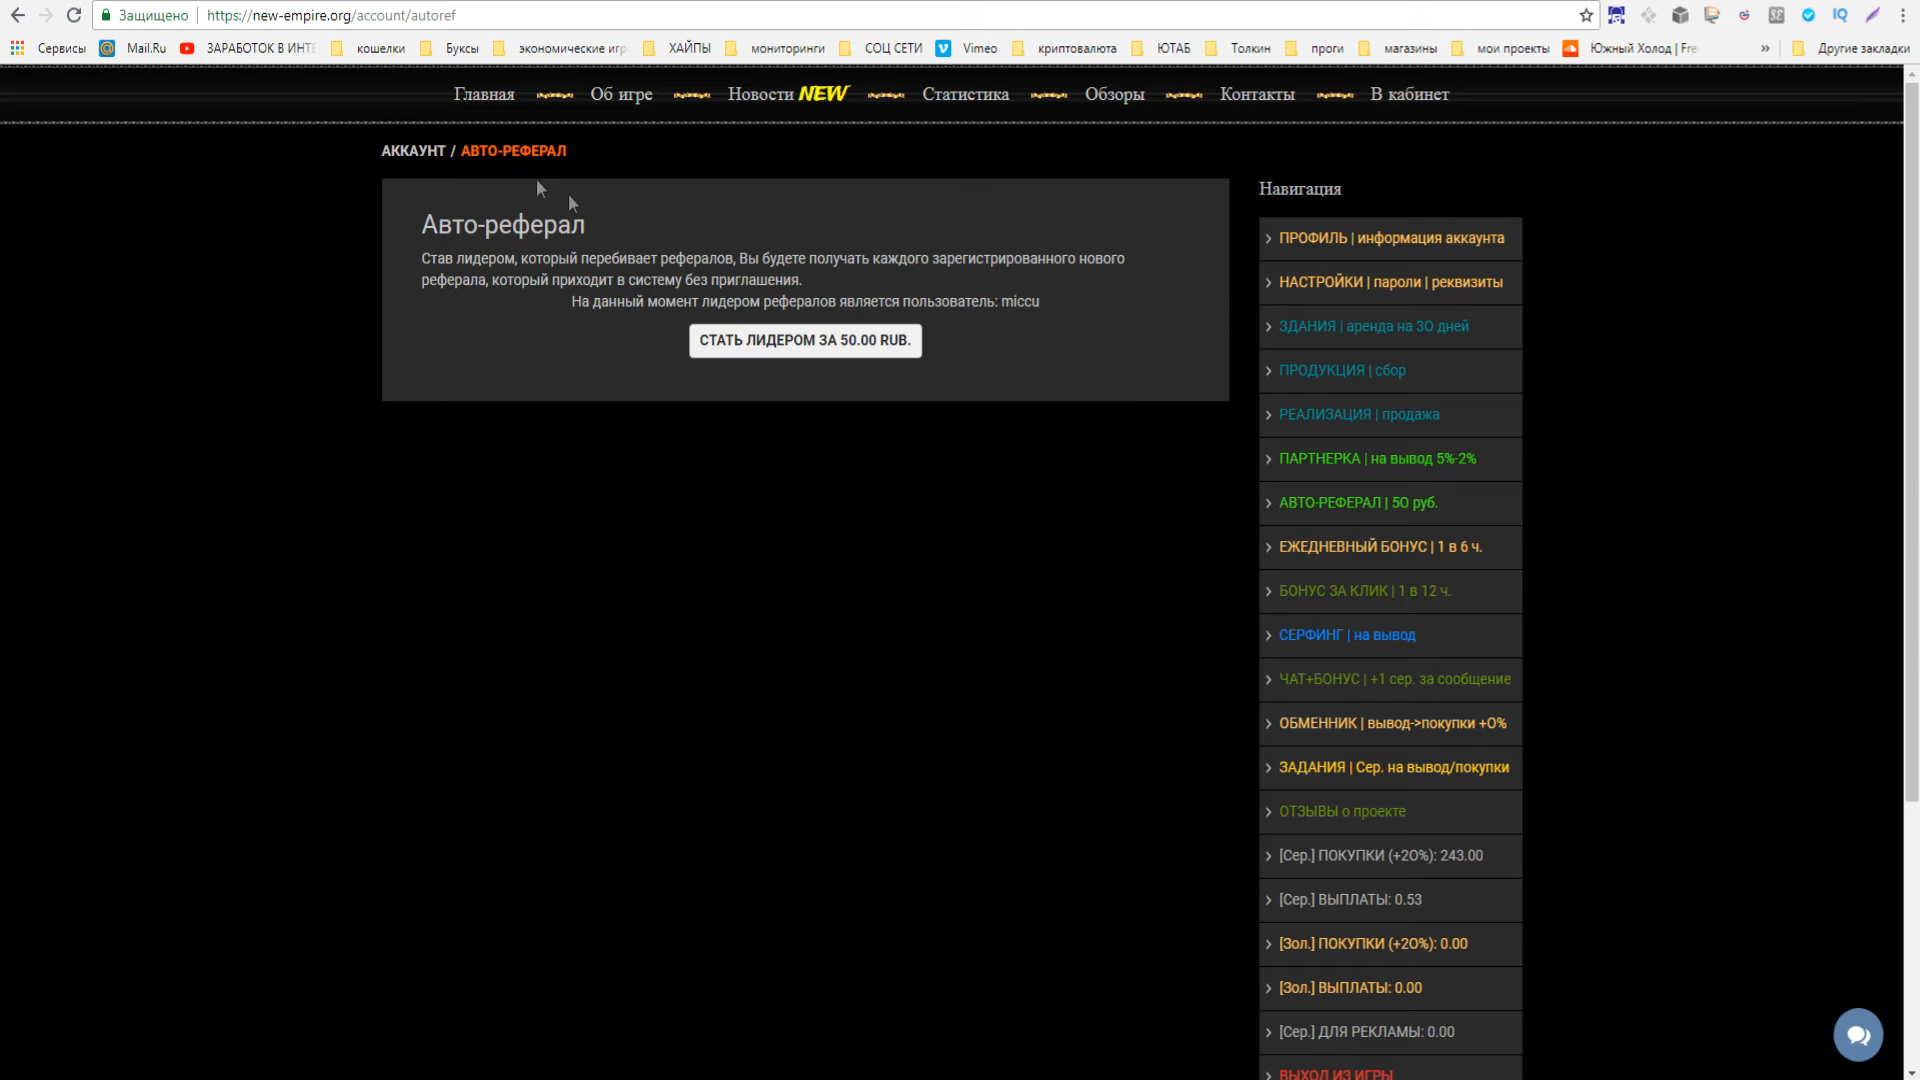 Защищено
https://new-empire.org/account/autoref
Сервисы
Mail.Ru
ЗАРАБОТОК В ИНТЕ
кошелки
Буксы
экономические игр
ХАЙПЫ
мониторинги
СОЦ СЕТИ
Vimeo
криптовалюта
ЮТАБ
Толкин
проги
магазины
мои проекты
Южный Холод | Fre
»
Другие закладки
Главная
Об игре
Новости NEW
Статистика
Обзоры
Контакты
В кабинет
АККАУНТ / АВТО-РЕФЕРАЛ
Авто-реферал
Став лидером, который перебивает рефералов, Вы будете получать каждого зарегистрированного нового
реферала, который приходит в систему без приглашения.
На данный момент лидером рефералов является пользователь: miccu
СТАТЬ ЛИДЕРОМ ЗА 50.00 RUB.
Навигация
ПРОФИЛЬ | информация аккаунта
НАСТРОЙКИ | пароли | реквизиты
ЗДАНИЯ | аренда на 3О дней
ПРОДУКЦИЯ | сбор
РЕАЛИЗАЦИЯ | продажа
ПАРТНЕРКА | на вывод 5%-2%
АВТО-РЕФЕРАЛ | 5О руб.
ЕЖЕДНЕВНЫЙ БОНУС | 1 в 6 ч.
БОНУС ЗА КЛИК | 1 в 12 ч.
СЕРФИНГ | на вывод
ЧАТ+БОНУС | +1 сер. за сообщение
ОБМЕННИК | вывод->покупки +О%
ЗАДАНИЯ | Сер. на вывод/покупки
ОТЗЫВЫ о проекте
[Сер.] ПОКУПКИ (+2О%): 243.00
[Сер.] ВЫПЛАТЫ: 0.53
[Зол.] ПОКУПКИ (+2О%): 0.00
[Зол.] ВЫПЛАТЫ: 0.00
[Сер.] ДЛЯ РЕКЛАМЫ: 0.00
ВЫХОД ИЗ ИГРЫ